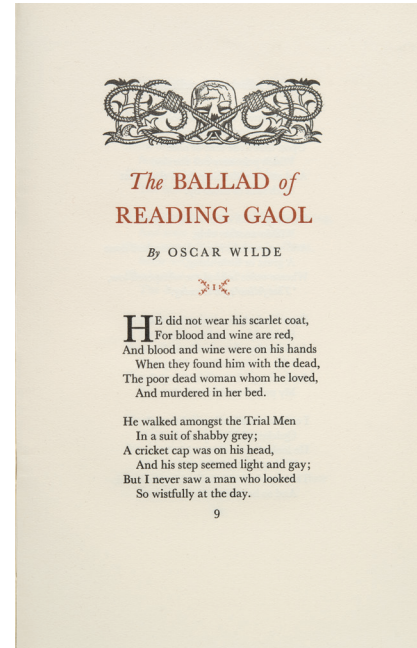 The BALLAD of
READING GAOL
By OSCAR WILDE
I
HE did not wear his scarlet coat,
For blood and wine are red,
And blood and wine were on his hands
When they found him with the dead,
The poor dead woman whom he loved,
And murdered in her bed.
He walked amongst the Trial Men
In a suit of shabby grey;
A cricket cap was on his head,
And his step seemed light and gay;
But I never saw a man who looked
So wistfully at the day.
9